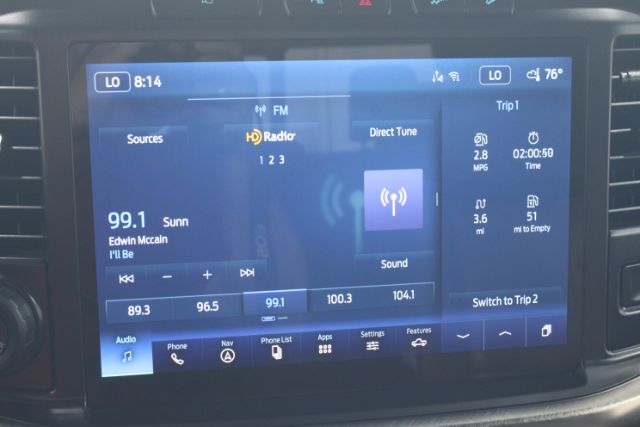 LO 8:14 LO 76°
FM
Sources HD Radio Direct Tune
1 2 3
99.1 Sunn
Edwin Mccain
I'll Be
Sound
89.3 96.5 99.1 100.3 104.1
Trip 1
2.8 02:00:50
MPG Time
3.6 51
mi mi to Empty
Switch to Trip 2
Audio Phone Nav Phone List Apps Settings Features